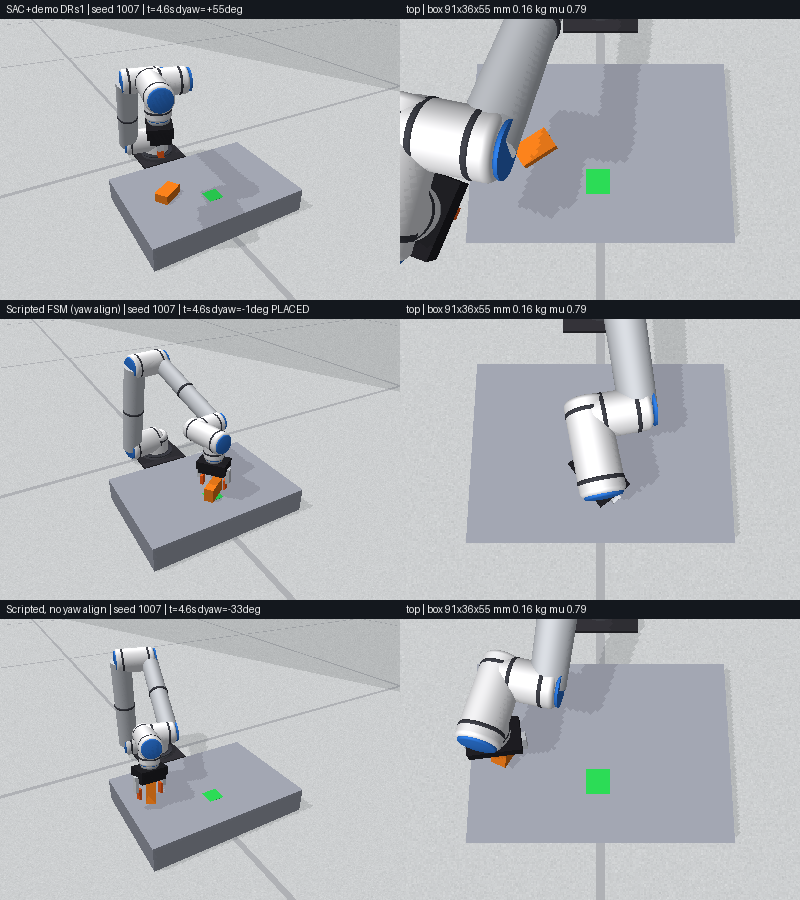 SAC+demo DRs1 | seed 1007 | t=4.6s dyaw=+55deg
top | box 91x36x55 mm 0.16 kg mu 0.79
Scripted FSM (yaw align) | seed 1007 | t=4.6s dyaw=-1deg PLACED
top | box 91x36x55 mm 0.16 kg mu 0.79
Scripted, no yaw align | seed 1007 | t=4.6s dyaw=-33deg
top | box 91x36x55 mm 0.16 kg mu 0.79